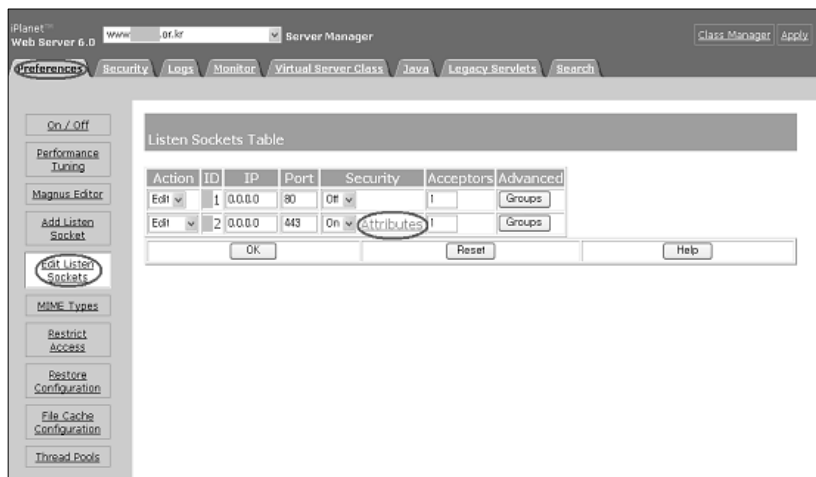 iPlanet™
Web Server 6.0
www .or.kr
Server Manager
Class Manager
Apply
Preferences
Security
Logs
Monitor
Virtual Server Class
Java
Legacy Servlets
Search
On / Off
Performance
Tuning
Magnus Editor
Add Listen
Socket
Edit Listen
Sockets
MIME Types
Restrict
Access
Restore
Configuration
File Cache
Configuration
Thread Pools
Listen Sockets Table
Action ID IP Port Security Acceptors Advanced
Edit 1 0.0.0.0 80 Off 1 Groups
Edit 2 0.0.0.0 443 On Attributes 1 Groups
OK Reset Help